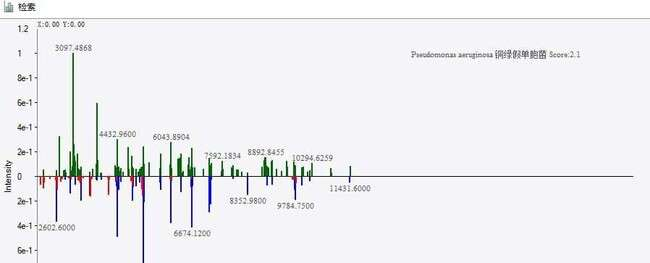 检索
X:0.00 Y:0.00
1.2
3097.4868
Pseudomonas aeruginosa 铜绿假单胞菌 Score:2.1
1
8e-1
6e-1
4e-1
4432.9600
6043.8904
7592.1834
8892.8455
10294.6259
2e-1
0
Intensity
2e-1
4e-1
6e-1
2602.6000
6674.1200
8352.9800
9784.7500
11431.6000